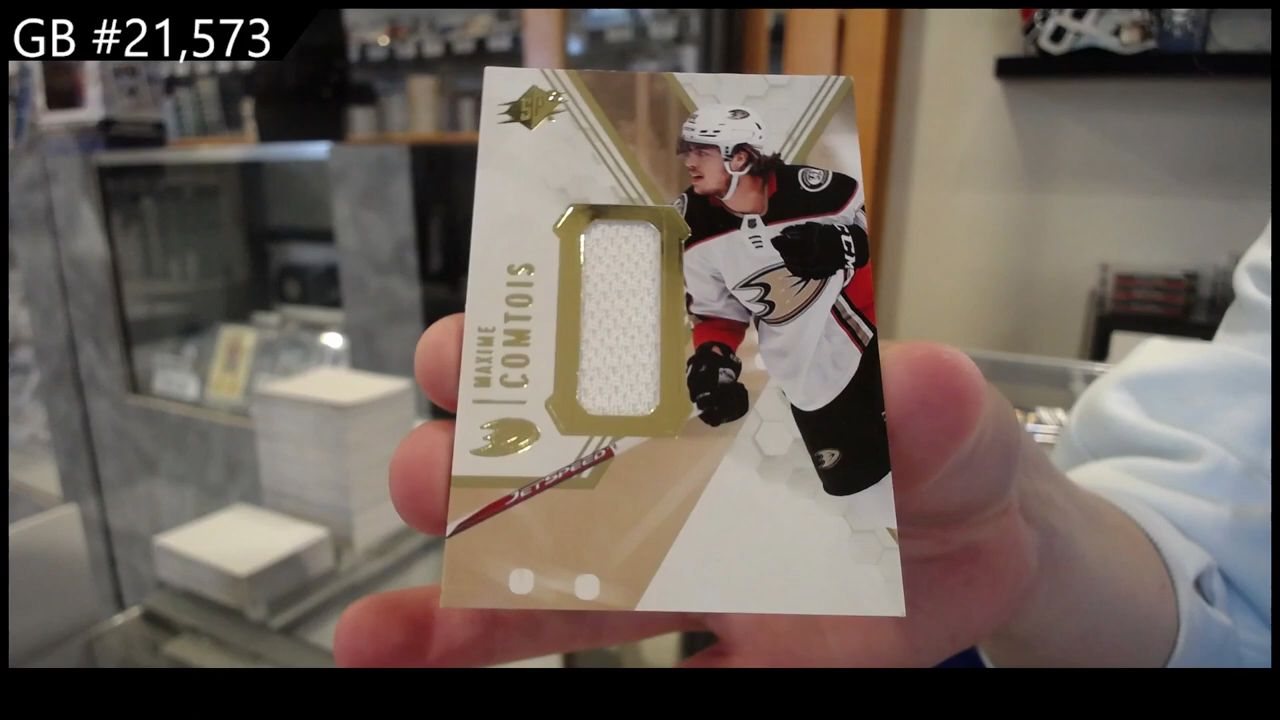 GB #21,573
SPx
MAXIME
COMTOIS
CCM
JETSPEED